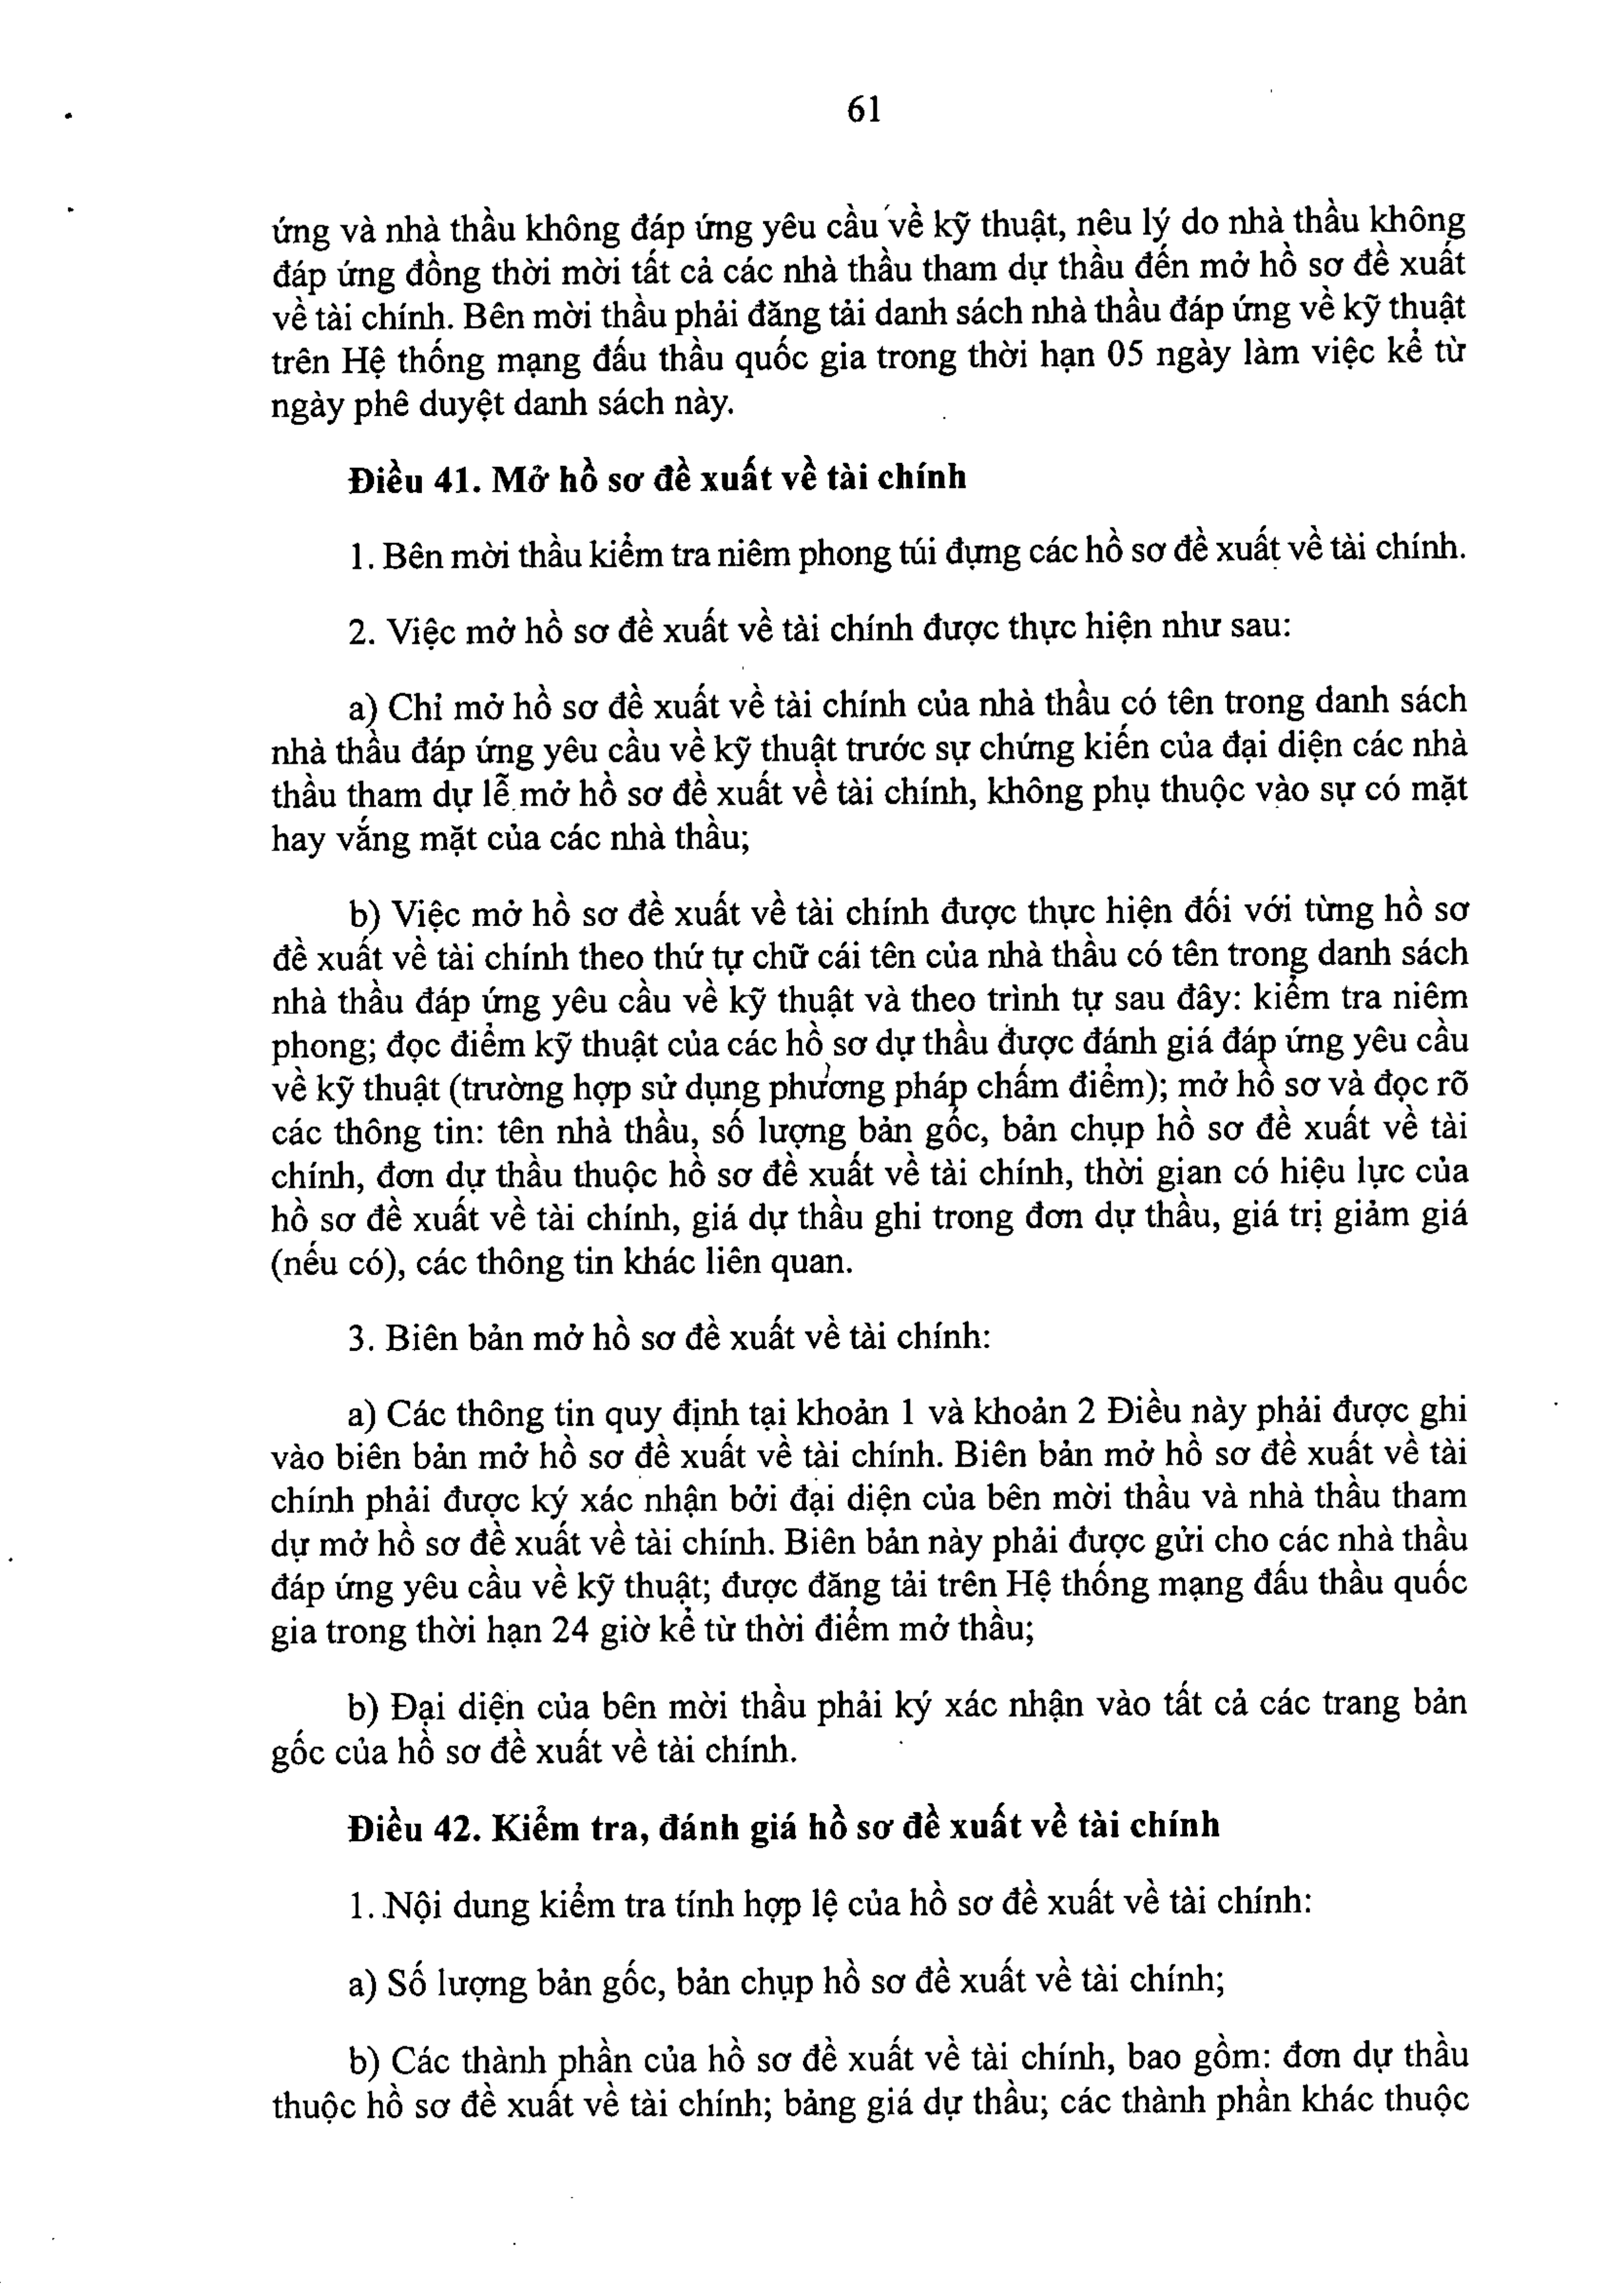 61
ứng và nhà thầu không đáp ứng yêu cầu về kỹ thuật, nêu lý do nhà thầu không
đáp ứng đồng thời mời tất cả các nhà thầu tham dự thầu đến mở hồ sơ đề xuất
về tài chính. Bên mời thầu phải đăng tải danh sách nhà thầu đáp ứng về kỹ thuật
trên Hệ thống mạng đấu thầu quốc gia trong thời hạn 05 ngày làm việc kể từ
ngày phê duyệt danh sách này.
Điều 41. Mở hồ sơ đề xuất về tài chính
1. Bên mời thầu kiểm tra niêm phong túi đựng các hồ sơ đề xuất về tài chính.
2. Việc mở hồ sơ đề xuất về tài chính được thực hiện như sau:
a) Chỉ mở hồ sơ đề xuất về tài chính của nhà thầu có tên trong danh sách
nhà thầu đáp ứng yêu cầu về kỹ thuật trước sự chứng kiến của đại diện các nhà
thầu tham dự lễ mở hồ sơ đề xuất về tài chính, không phụ thuộc vào sự có mặt
hay vắng mặt của các nhà thầu;
b) Việc mở hồ sơ đề xuất về tài chính được thực hiện đối với từng hồ sơ
đề xuất về tài chính theo thứ tự chữ cái tên của nhà thầu có tên trong danh sách
nhà thầu đáp ứng yêu cầu về kỹ thuật và theo trình tự sau đây: kiểm tra niêm
phong; đọc điểm kỹ thuật của các hồ sơ dự thầu được đánh giá đáp ứng yêu cầu
về kỹ thuật (trường hợp sử dụng phương pháp chấm điểm); mở hồ sơ và đọc rõ
các thông tin: tên nhà thầu, số lượng bản gốc, bản chụp hồ sơ đề xuất về tài
chính, đơn dự thầu thuộc hồ sơ đề xuất về tài chính, thời gian có hiệu lực của
hồ sơ đề xuất về tài chính, giá dự thầu ghi trong đơn dự thầu, giá trị giảm giá
(nếu có), các thông tin khác liên quan.
3. Biên bản mở hồ sơ đề xuất về tài chính:
a) Các thông tin quy định tại khoản 1 và khoản 2 Điều này phải được ghi
vào biên bản mở hồ sơ đề xuất về tài chính. Biên bản mở hồ sơ đề xuất về tài
chính phải được ký xác nhận bởi đại diện của bên mời thầu và nhà thầu tham
dự mở hồ sơ đề xuất về tài chính. Biên bản này phải được gửi cho các nhà thầu
đáp ứng yêu cầu về kỹ thuật; được đăng tải trên Hệ thống mạng đấu thầu quốc
gia trong thời hạn 24 giờ kể từ thời điểm mở thầu;
b) Đại diện của bên mời thầu phải ký xác nhận vào tất cả các trang bản
gốc của hồ sơ đề xuất về tài chính.
Điều 42. Kiểm tra, đánh giá hồ sơ đề xuất về tài chính
1. Nội dung kiểm tra tính hợp lệ của hồ sơ đề xuất về tài chính:
a) Số lượng bản gốc, bản chụp hồ sơ đề xuất về tài chính;
b) Các thành phần của hồ sơ đề xuất về tài chính, bao gồm: đơn dự thầu
thuộc hồ sơ đề xuất về tài chính; bảng giá dự thầu; các thành phần khác thuộc